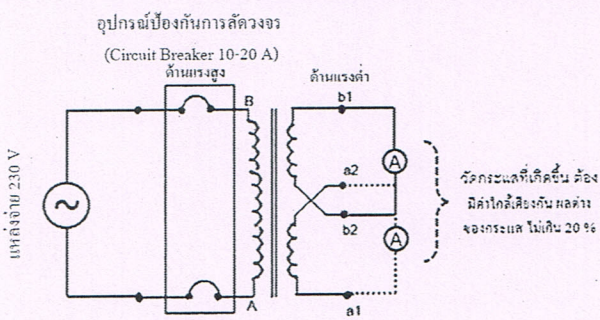 อุปกรณ์ป้องกันการลัดวงจร
(Circuit Breaker 10-20 A)
ด้านแรงสูง
ด้านแรงต่ำ
B
b1
A
a2
b2
A
A
a1
แหล่งจ่าย 230 V
วัดกระแสที่เกิดขึ้น ต้อง
มีค่าใกล้เคียงกัน ผลต่าง
ของกระแส ไม่เกิน 20 %